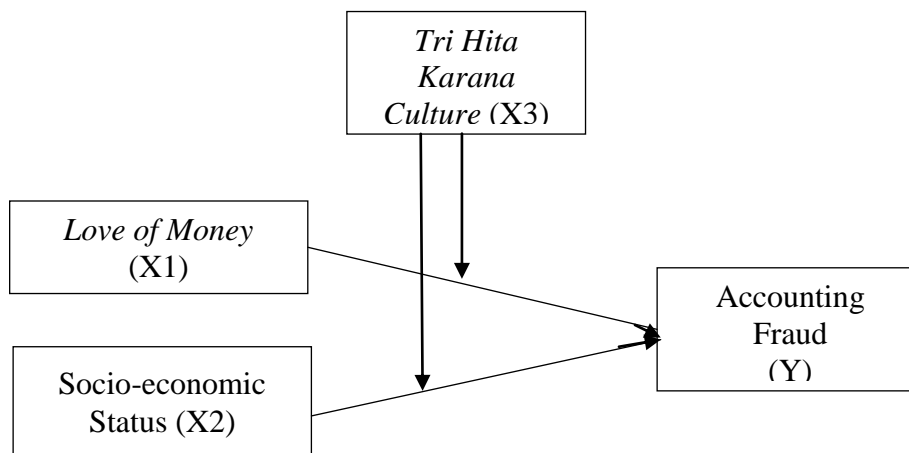 Tri Hita
Karana
Culture (X3)
Love of Money
(X1)
Accounting
Fraud
(Y)
Socio-economic
Status (X2)